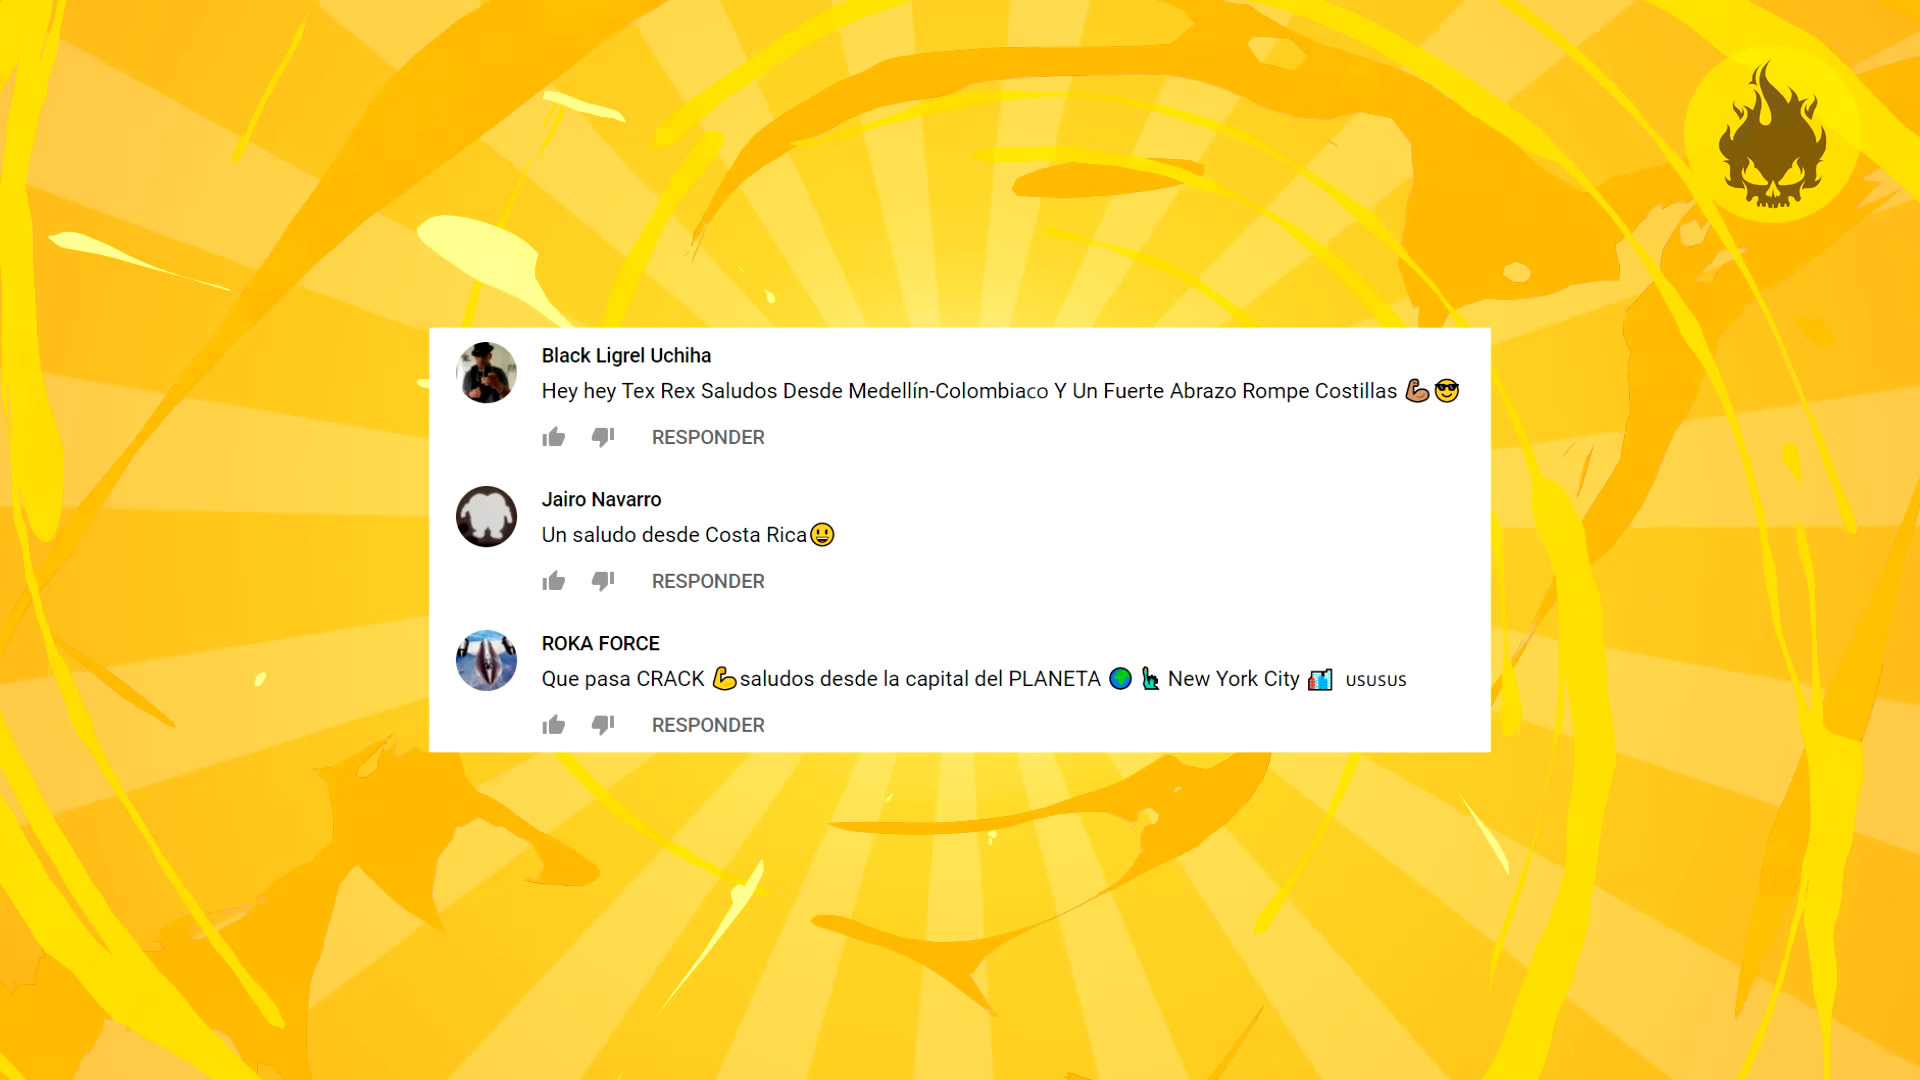 Black Ligrel Uchiha
Hey hey Tex Rex Saludos Desde Medellín-Colombiaco Y Un Fuerte Abrazo Rompe Costillas 💪🏽😎
RESPONDER
Jairo Navarro
Un saludo desde Costa Rica😃
RESPONDER
ROKA FORCE
Que pasa CRACK 💪saludos desde la capital del PLANETA 🌍 🗽 New York City 🏙️ ususus
RESPONDER